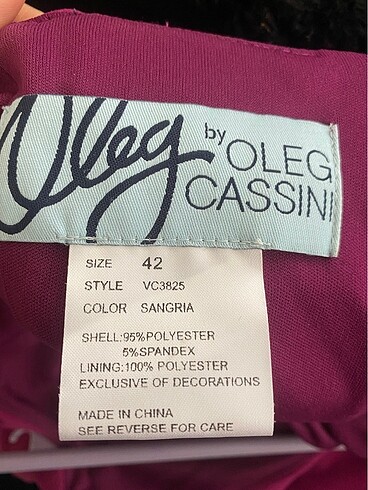 Oleg by OLEG
CASSINI
SIZE 42
STYLE VC3825
COLOR SANGRIA
SHELL:95%POLYESTER
5%SPANDEX
LINING:100% POLYESTER
EXCLUSIVE OF DECORATIONS
MADE IN CHINA
SEE REVERSE FOR CARE